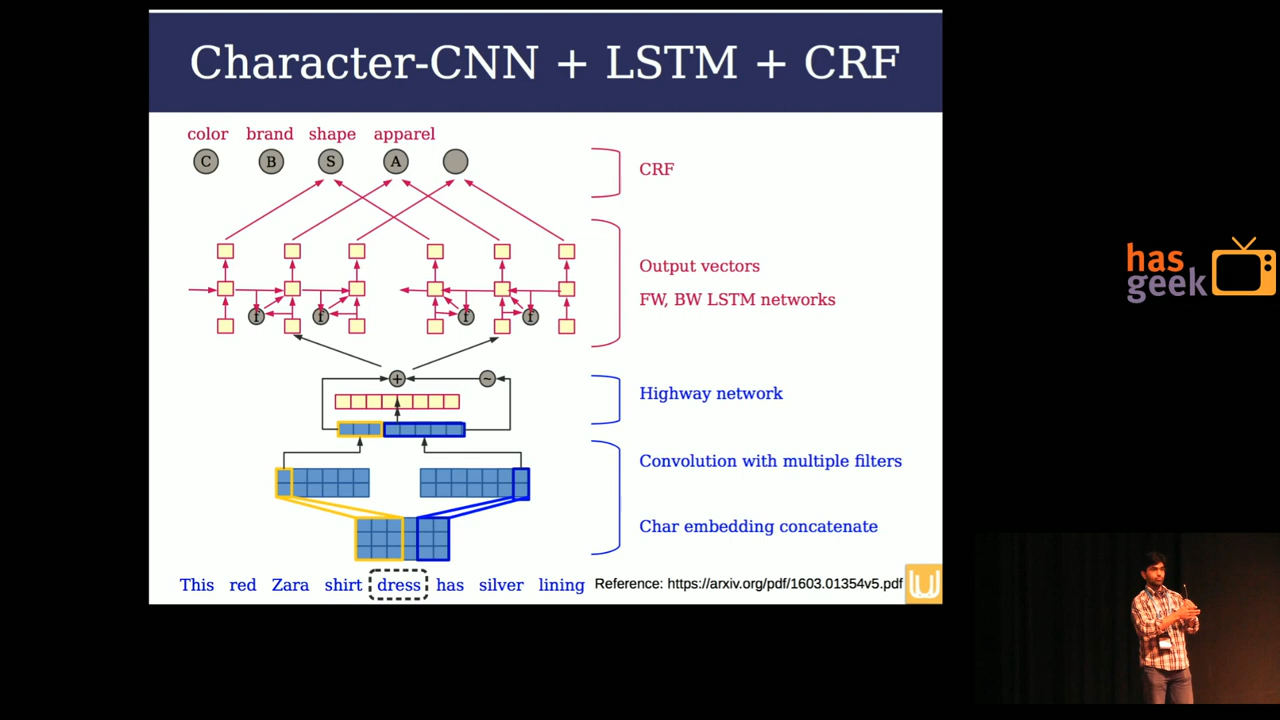 Character-CNN + LSTM + CRF
color brand shape apparel
C B S A
CRF
Output vectors
FW, BW LSTM networks
f f f f
+ ~
Highway network
Convolution with multiple filters
Char embedding concatenate
This red Zara shirt dress has silver lining
Reference: https://arxiv.org/pdf/1603.01354v5.pdf
has
geek